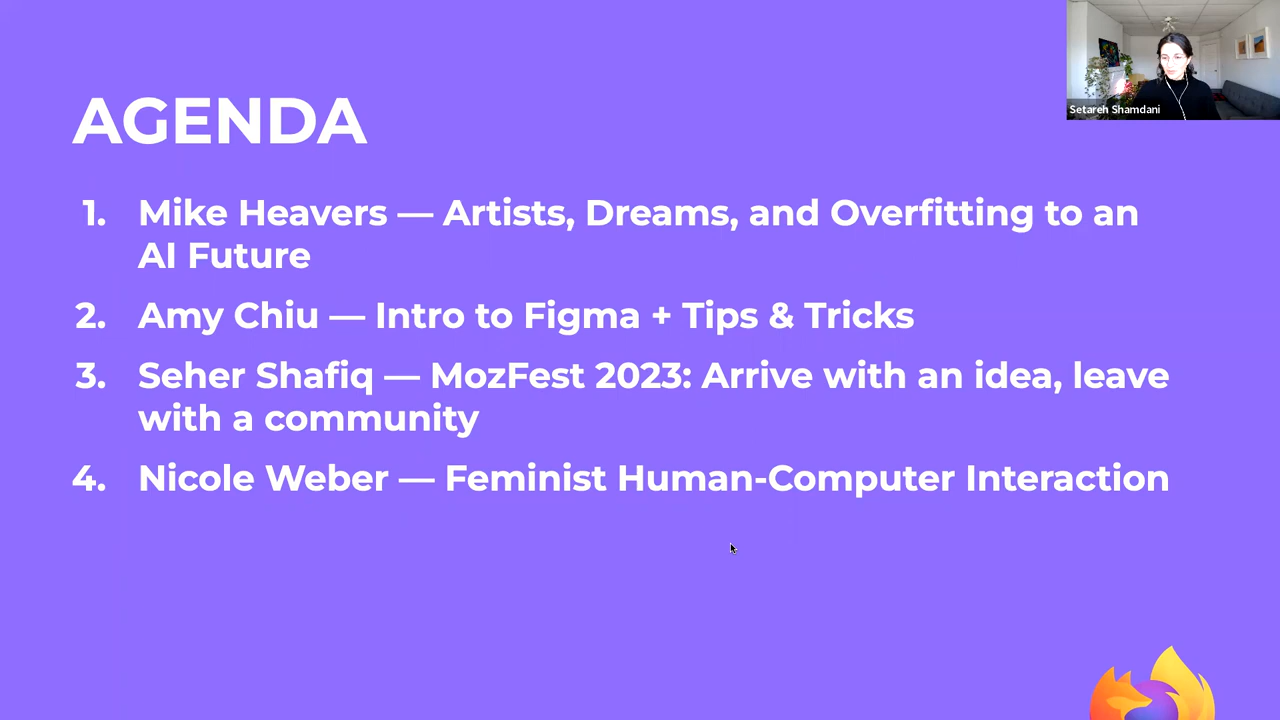 Setareh Shamdani
AGENDA
1. Mike Heavers — Artists, Dreams, and Overfitting to an
AI Future
2. Amy Chiu — Intro to Figma + Tips & Tricks
3. Seher Shafiq — MozFest 2023: Arrive with an idea, leave
with a community
4. Nicole Weber — Feminist Human-Computer Interaction